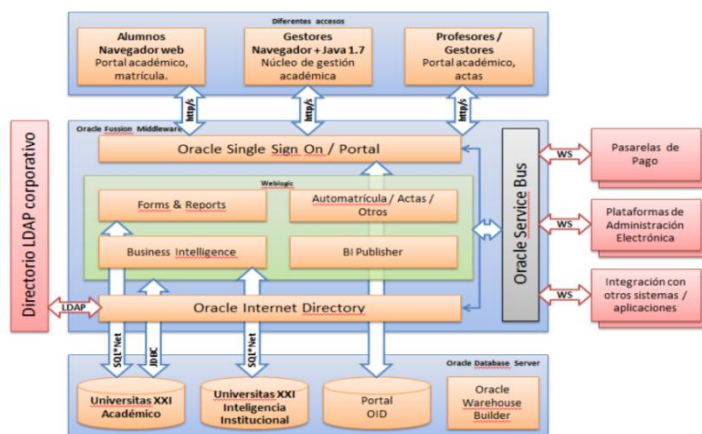 Diferentes accesos
Alumnos
Navegador web
Portal académico,
matrícula.
Gestores
Navegador + Java 1.7
Núcleo de gestión
académica
Profesores /
Gestores
Portal académico,
actas
http/s
http/s
http/s
Oracle Fussion Middleware
Oracle Single Sign On / Portal
Weblogic
Forms & Reports
Automatrícula / Actas /
Otros
Business Intelligence
BI Publisher
Oracle Internet Directory
Directorio LDAP corporativo
LDAP
Oracle Service Bus
WS
Pasarelas de
Pago
WS
Plataformas de
Administración
Electrónica
WS
Integración con
otros sistemas /
aplicaciones
SQL*Net
JDBC
SQL*Net
Oracle Database Server
Universitas XXI
Académico
Universitas XXI
Inteligencia
Institucional
Portal
OID
Oracle
Warehouse
Builder